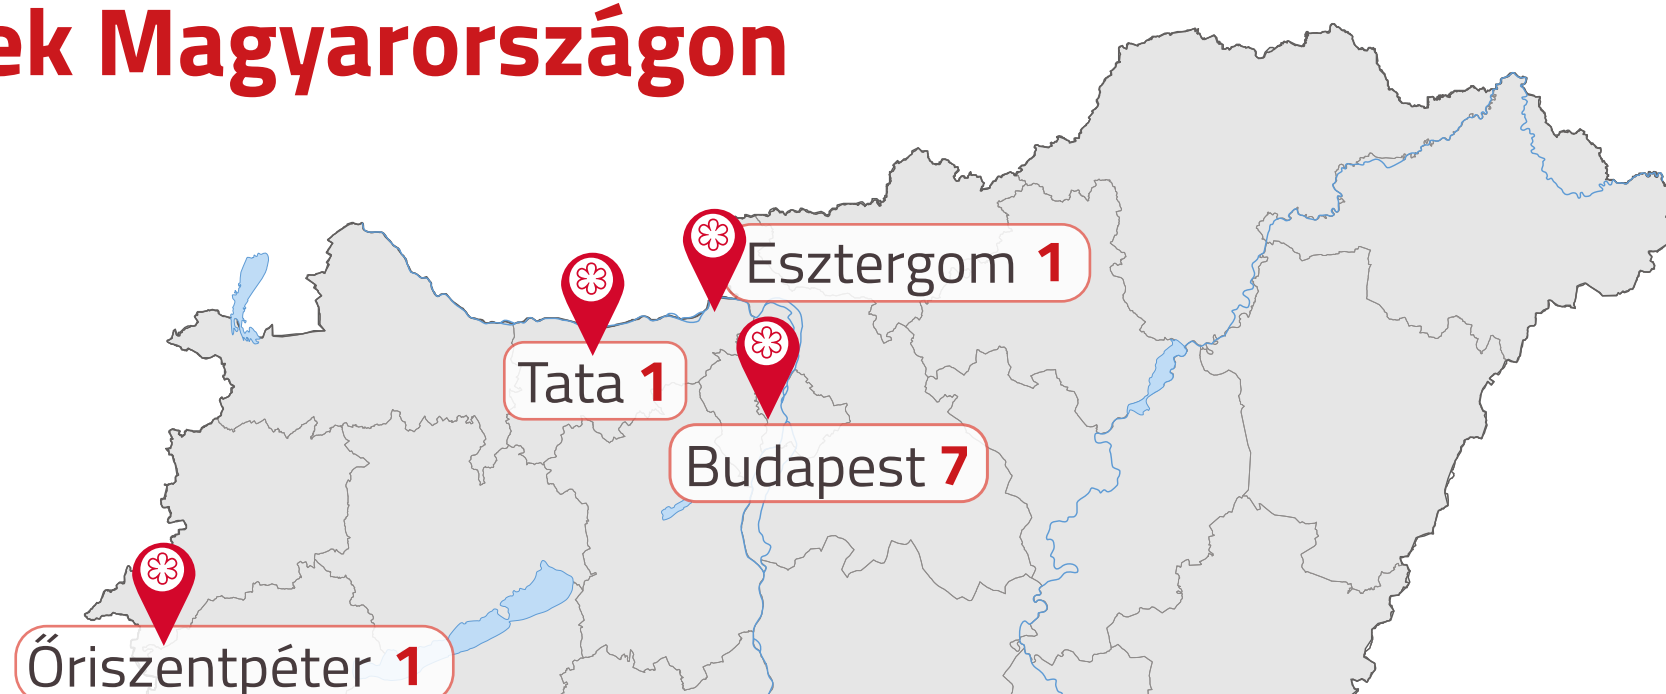 ek Magyarországon
Esztergom 1
Tata 1
Budapest 7
Őriszentpéter 1